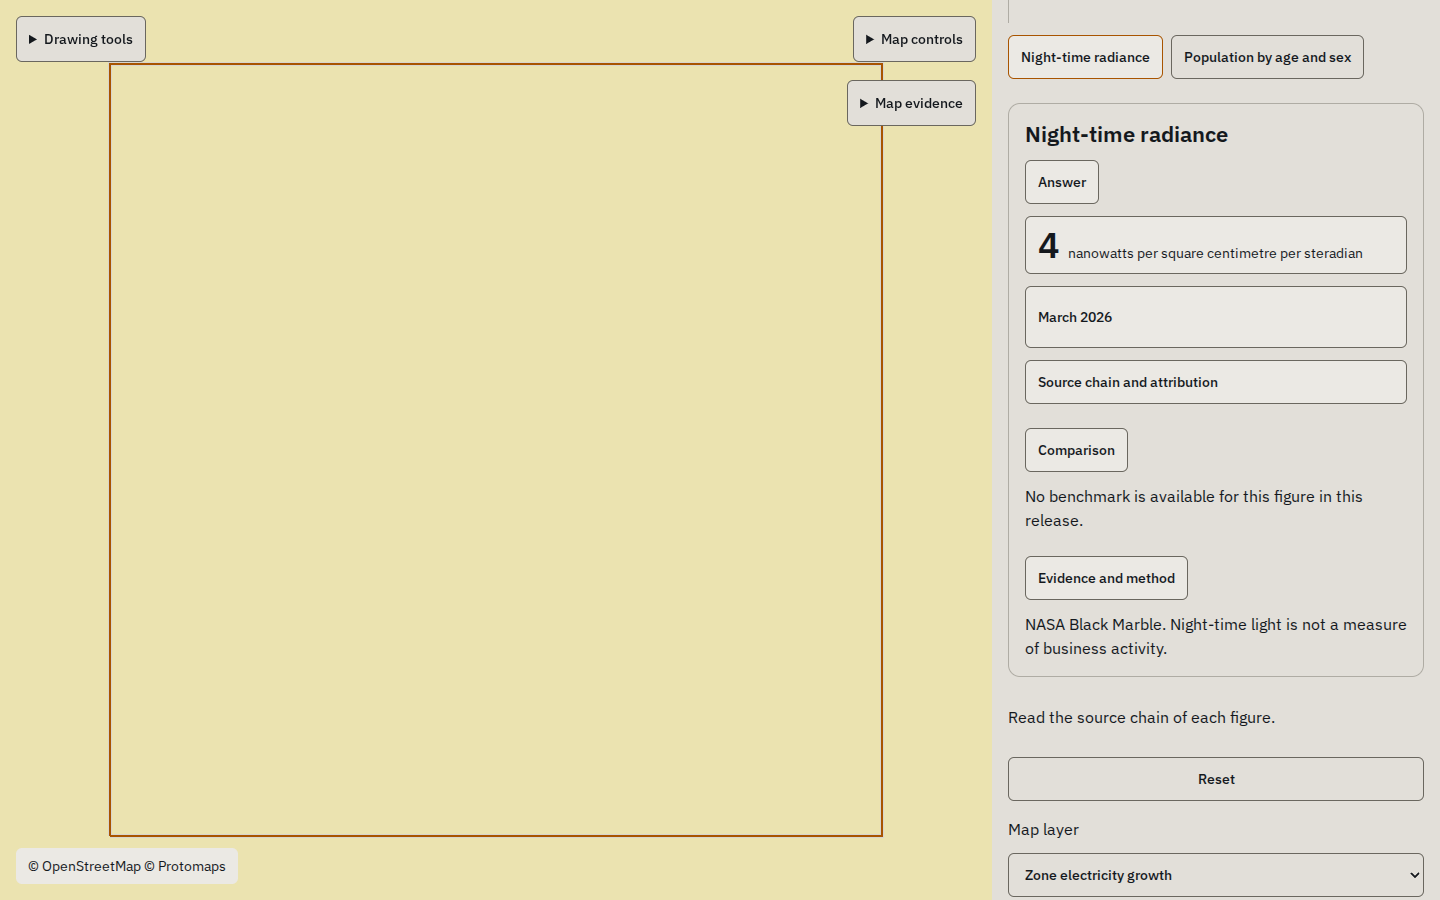 Drawing tools
Map controls
Map evidence
© OpenStreetMap © Protomaps
Night-time radiance
Population by age and sex
Night-time radiance
Answer
4 nanowatts per square centimetre per steradian
March 2026
Source chain and attribution
Comparison
No benchmark is available for this figure in this
release.
Evidence and method
NASA Black Marble. Night-time light is not a measure
of business activity.
Read the source chain of each figure.
Reset
Map layer
Zone electricity growth